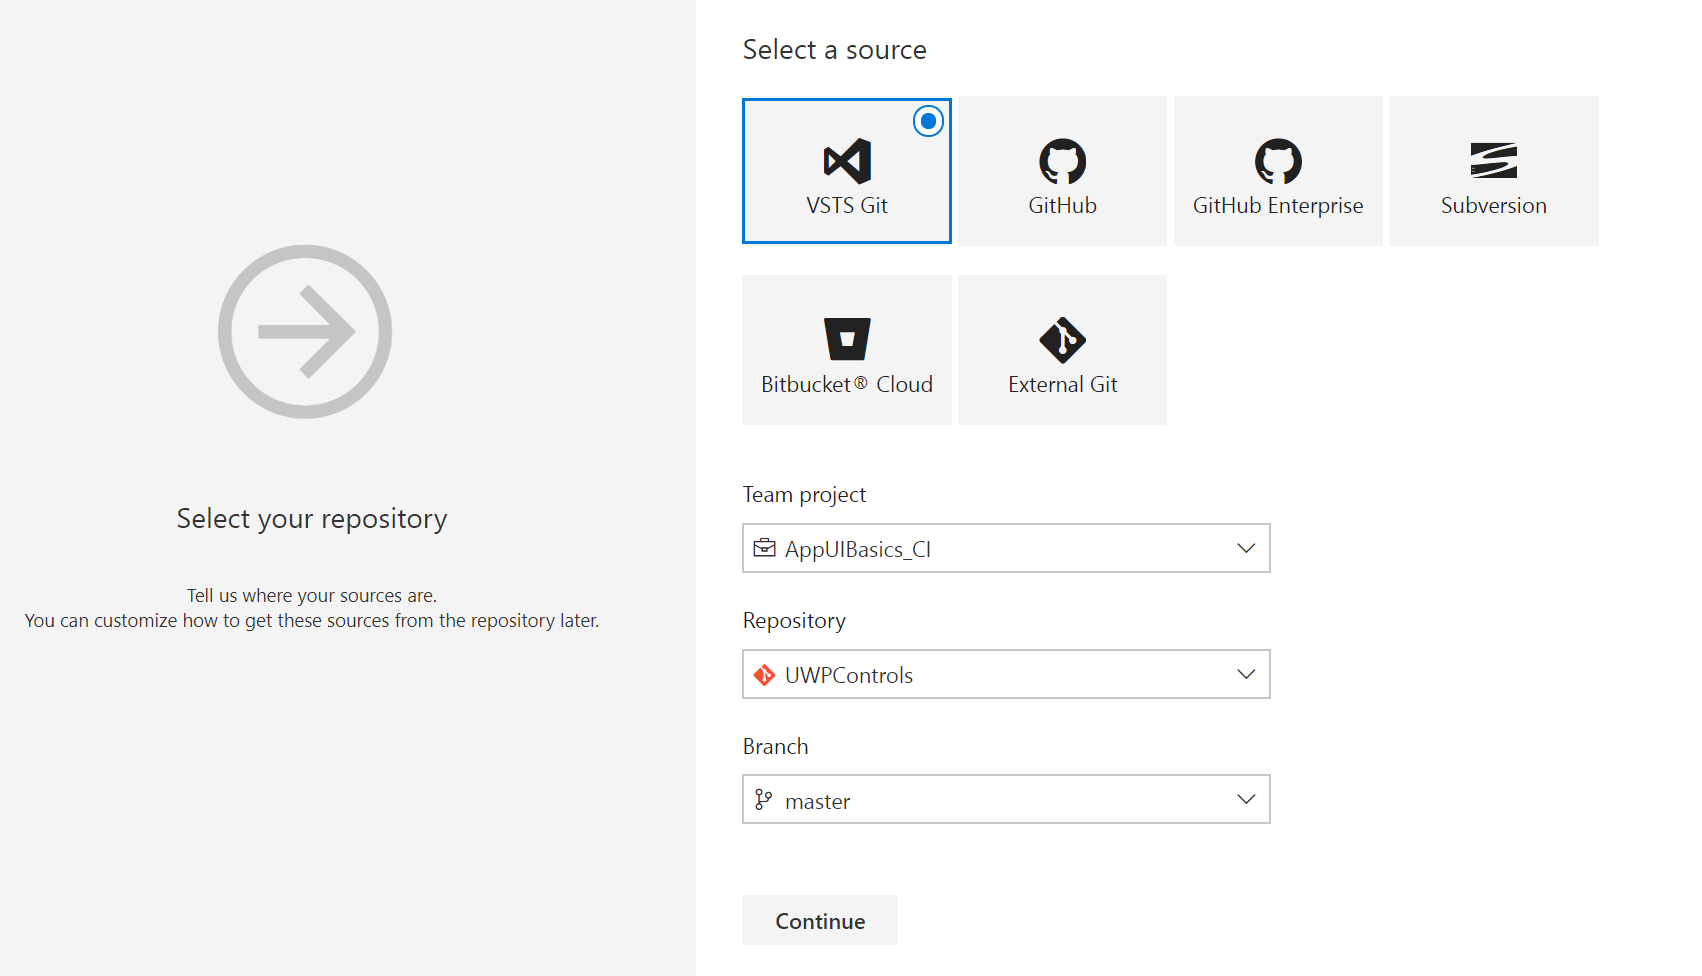 Select your repository
Tell us where your sources are.
You can customize how to get these sources from the repository later.
Select a source
VSTS Git
GitHub
GitHub Enterprise
Subversion
Bitbucket® Cloud
External Git
Team project
AppUIBasics_CI
Repository
UWPControls
Branch
master
Continue